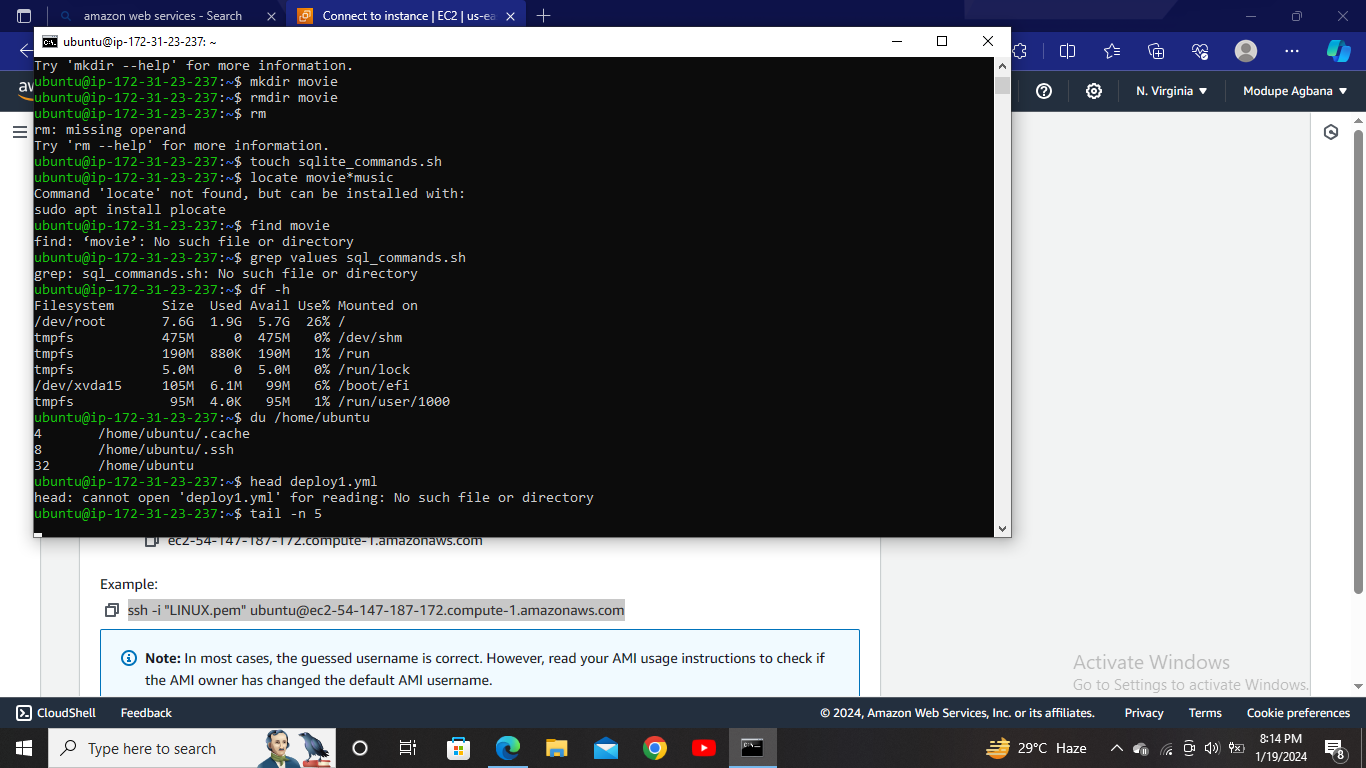 amazon web services - Search
Connect to instance | EC2 | us-ea
ubuntu@ip-172-31-23-237: ~
Try 'mkdir --help' for more information.
ubuntu@ip-172-31-23-237:~$ mkdir movie
ubuntu@ip-172-31-23-237:~$ rmdir movie
ubuntu@ip-172-31-23-237:~$ rm
rm: missing operand
Try 'rm --help' for more information.
ubuntu@ip-172-31-23-237:~$ touch sqlite_commands.sh
ubuntu@ip-172-31-23-237:~$ locate movie*music
Command 'locate' not found, but can be installed with:
sudo apt install plocate
ubuntu@ip-172-31-23-237:~$ find movie
find: ‘movie’: No such file or directory
ubuntu@ip-172-31-23-237:~$ grep values sql_commands.sh
grep: sql_commands.sh: No such file or directory
ubuntu@ip-172-31-23-237:~$ df -h
Filesystem      Size  Used Avail Use% Mounted on
/dev/root       7.6G  1.9G  5.7G  26% /
tmpfs           475M     0  475M   0% /dev/shm
tmpfs           190M  880K  190M   1% /run
tmpfs           5.0M     0  5.0M   0% /run/lock
/dev/xvda15     105M  6.1M   99M   6% /boot/efi
tmpfs            95M  4.0K   95M   1% /run/user/1000
ubuntu@ip-172-31-23-237:~$ du /home/ubuntu
4       /home/ubuntu/.cache
8       /home/ubuntu/.ssh
32      /home/ubuntu
ubuntu@ip-172-31-23-237:~$ head deploy1.yml
head: cannot open 'deploy1.yml' for reading: No such file or directory
ubuntu@ip-172-31-23-237:~$ tail -n 5
aw
N. Virginia
Modupe Agbana
ec2-54-147-187-172.compute-1.amazonaws.com
Example:
ssh -i "LINUX.pem" ubuntu@ec2-54-147-187-172.compute-1.amazonaws.com
Note: In most cases, the guessed username is correct. However, read your AMI usage instructions to check if
the AMI owner has changed the default AMI username.
Activate Windows
Go to Settings to activate Windows.
CloudShell Feedback © 2024, Amazon Web Services, Inc. or its affiliates. Privacy Terms Cookie preferences
Type here to search
29°C Haze
8:14 PM
1/19/2024
8